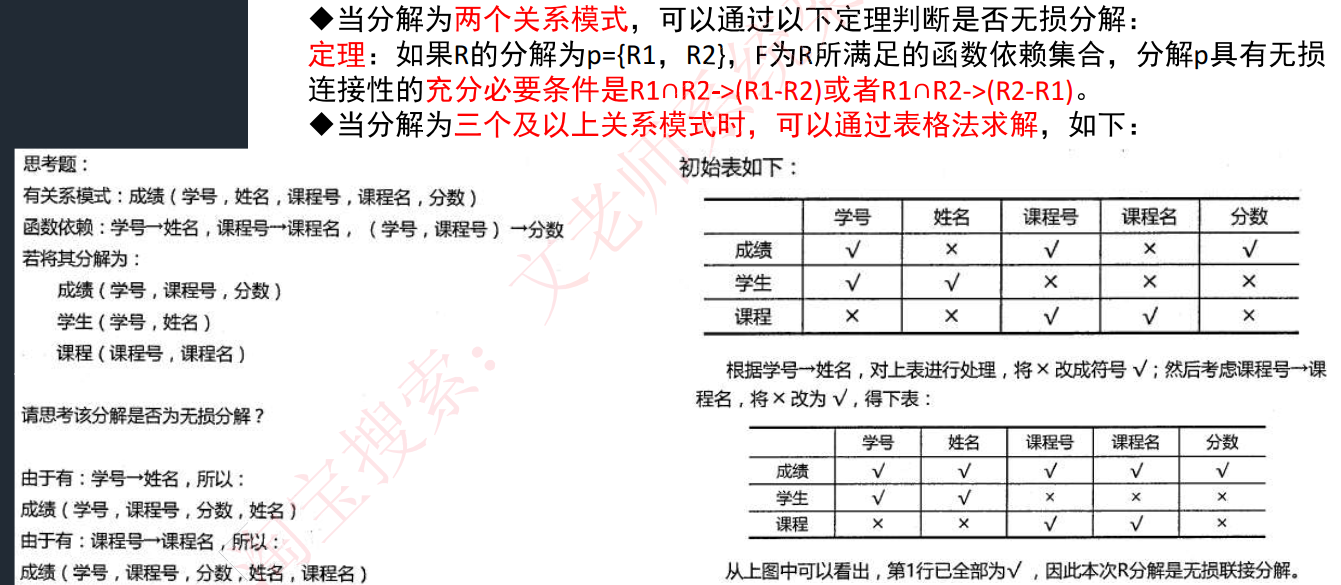 ◆当分解为两个关系模式，可以通过以下定理判断是否无损分解：
定理：如果R的分解为p={R1，R2}，F为R所满足的函数依赖集合，分解p具有无损
连接性的充分必要条件是R1∩R2->(R1-R2)或者R1∩R2->(R2-R1)。
◆当分解为三个及以上关系模式时，可以通过表格法求解，如下：
思考题：
有关系模式：成绩（学号，姓名，课程号，课程名，分数）
函数依赖：学号→姓名，课程号→课程名，（学号，课程号）→分数
若将其分解为：
成绩（学号，课程号，分数）
学生（学号，姓名）
课程（课程号，课程名）
请思考该分解是否为无损分解？
由于有：学号→姓名，所以：
成绩（学号，课程号，分数，姓名）
由于有：课程号→课程名，所以：
成绩（学号，课程号，分数，姓名，课程名）
初始表如下：
学号 姓名 课程号 课程名 分数
成绩 √ × √ × √
学生 √ √ × × ×
课程 × × √ √ ×
根据学号→姓名，对上表进行处理，将×改成符号√；然后考虑课程号→课
程名，将×改为√，得下表：
学号 姓名 课程号 课程名 分数
成绩 √ √ √ √ √
学生 √ √ × × ×
课程 × × √ √ ×
从上图中可以看出，第1行已全部为√，因此本次R分解是无损联接分解。
淘宝搜索：文老师